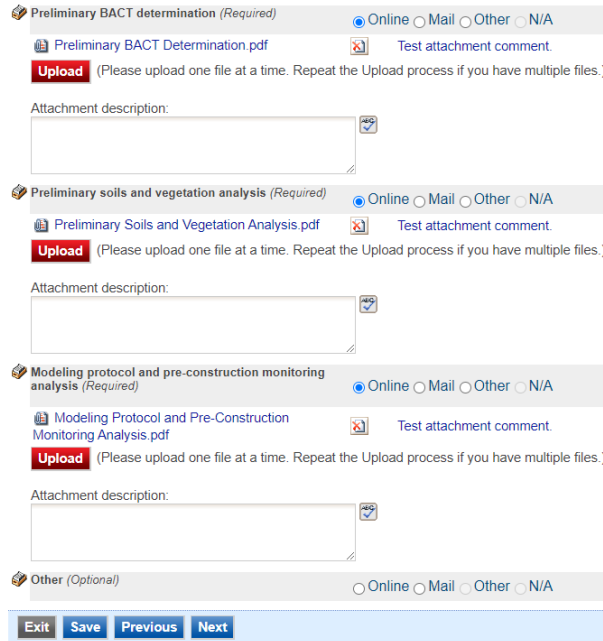 Preliminary BACT determination (Required) Online Mail Other N/A
Preliminary BACT Determination.pdf Test attachment comment.
Upload (Please upload one file at a time. Repeat the Upload process if you have multiple files.)
Attachment description:
ABC
Preliminary soils and vegetation analysis (Required) Online Mail Other N/A
Preliminary Soils and Vegetation Analysis.pdf Test attachment comment.
Upload (Please upload one file at a time. Repeat the Upload process if you have multiple files.)
Attachment description:
ABC
Modeling protocol and pre-construction monitoring
analysis (Required) Online Mail Other N/A
Modeling Protocol and Pre-Construction
Monitoring Analysis.pdf Test attachment comment.
Upload (Please upload one file at a time. Repeat the Upload process if you have multiple files.)
Attachment description:
ABC
Other (Optional) Online Mail Other N/A
Exit Save Previous Next